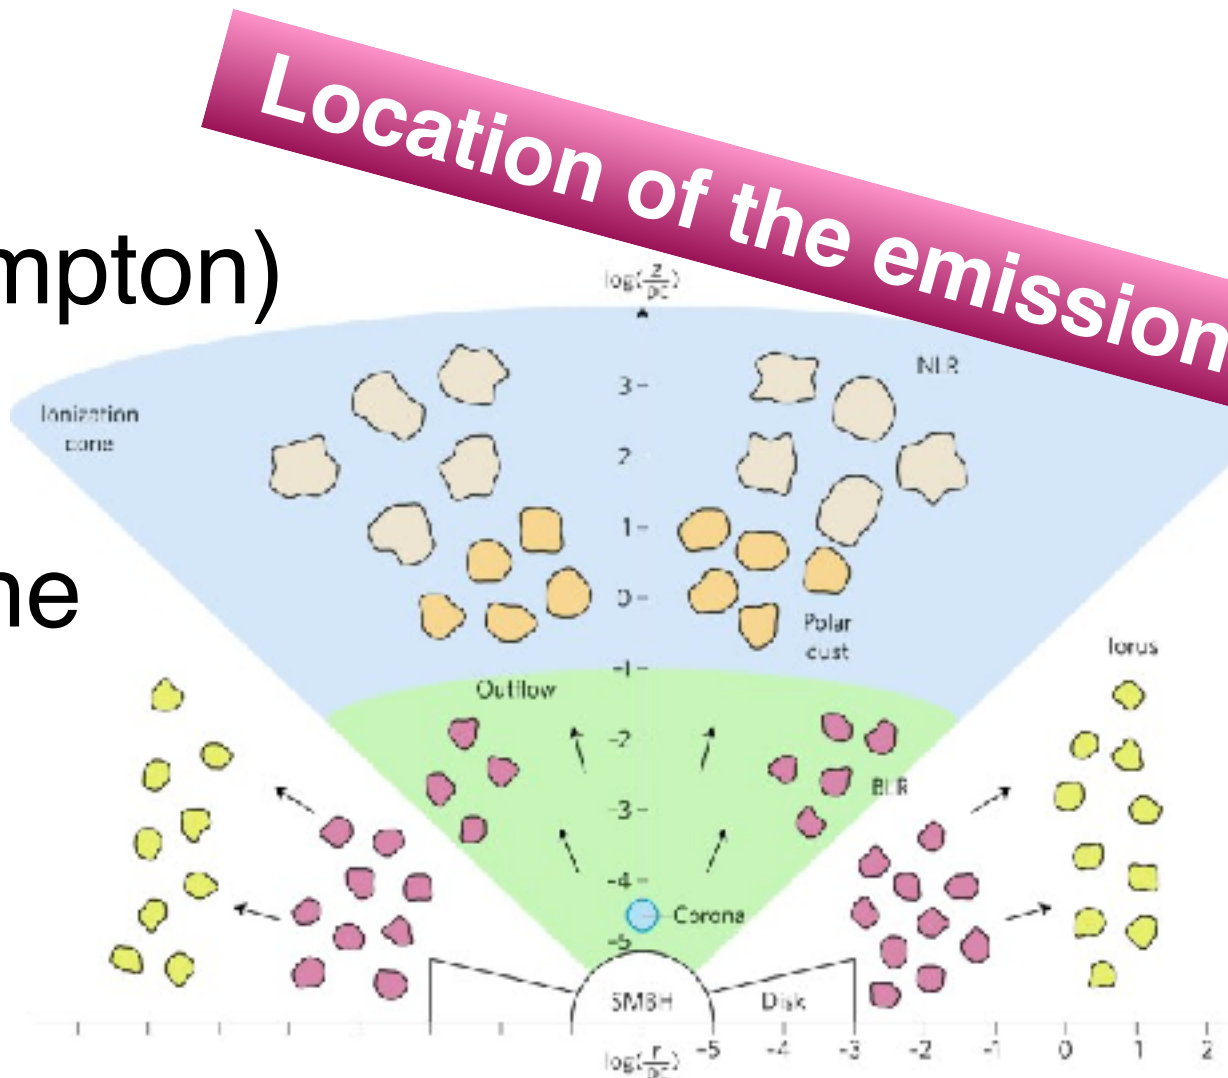 Location of the emission
mpton)
log(z/pc)
NLR
3
Ionization
cone
2
1
ne
0
Polar
dust
Torus
-1
Outflow
-2
BLR
-3
-4
Corona
-5
SMBH
Disk
log(r/pc)
-5 -4 -3 -2 -1 0 1 2